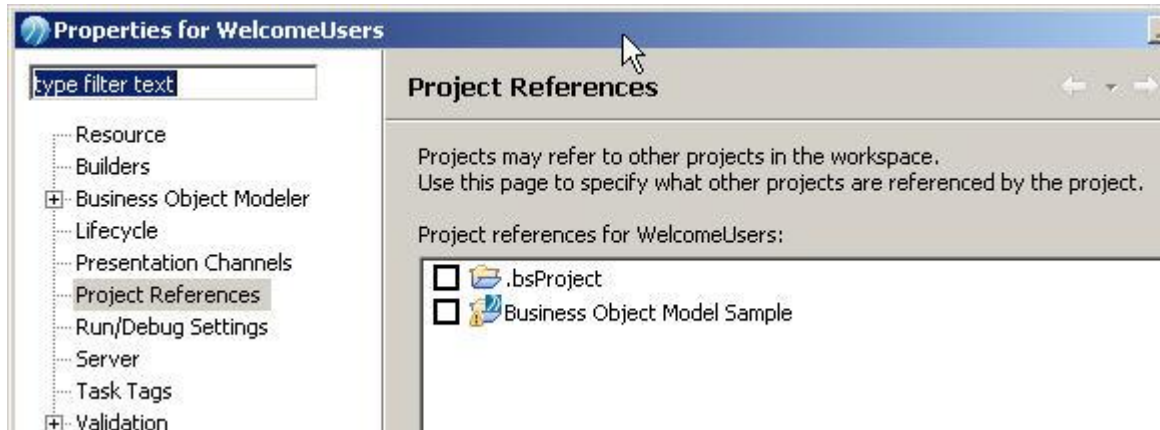 Properties for WelcomeUsers
type filter text
Resource
Builders
Business Object Modeler
Lifecycle
Presentation Channels
Project References
Run/Debug Settings
Server
Task Tags
Validation
Project References
Projects may refer to other projects in the workspace.
Use this page to specify what other projects are referenced by the project.
Project references for WelcomeUsers:
.bsProject
Business Object Model Sample